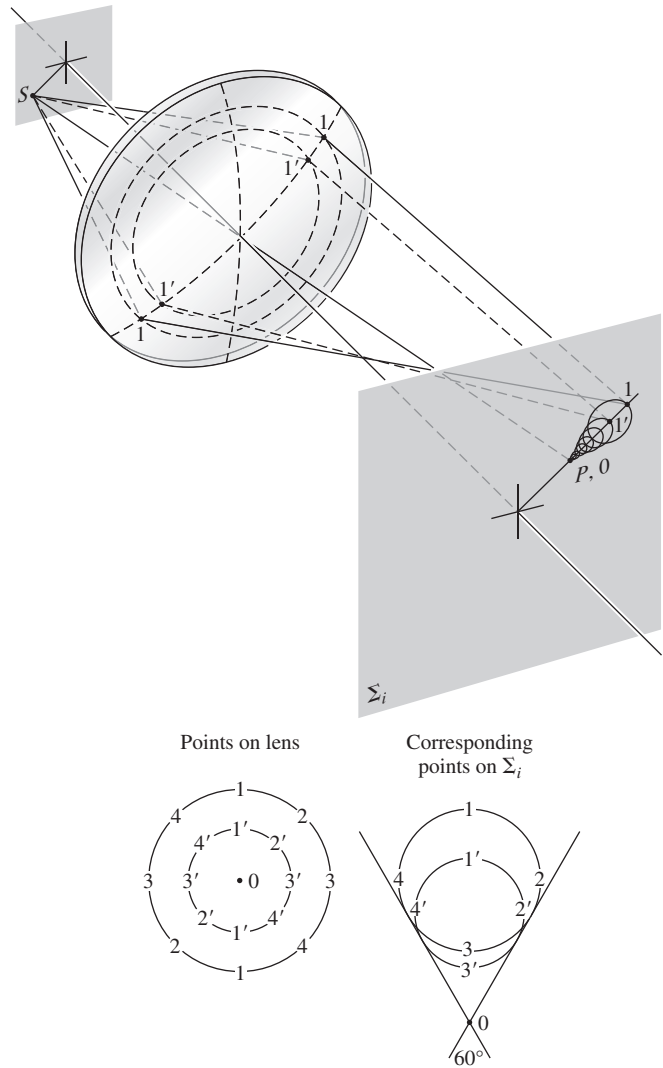 S
1
1′
1′
1
1
1′
P, 0
Σi
Points on lens
Corresponding
points on Σi
1
4 2
4′ 1′ 2′
3 3′ 0 3′ 3
2′ 1′ 4′
2 4
1
1
1′
4 2
4′ 2′
3
3′
0
60°